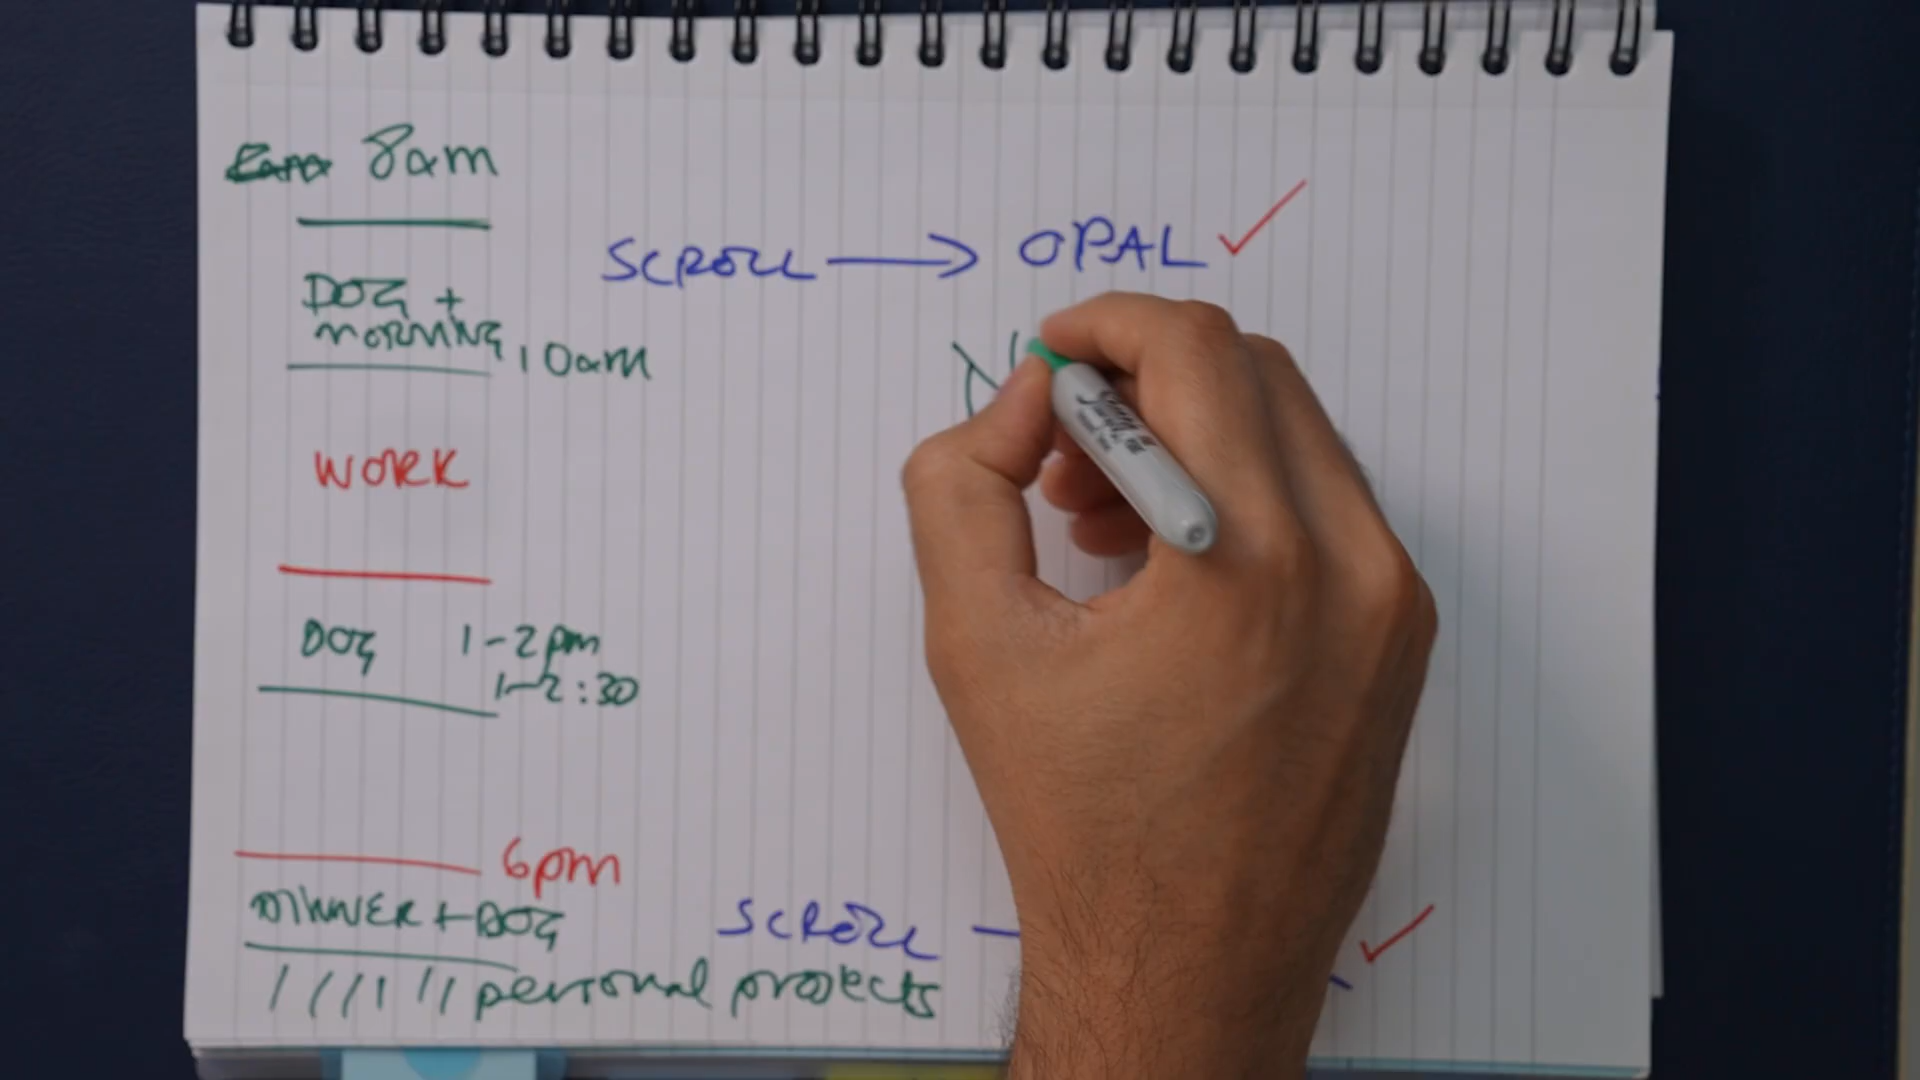 8am
SCROLL → OPAL ✓
DOG +
MORNING
10am
WORK
DOG 1-2pm
1-2:30
6pm
DINNER + DOG
SCROLL
personal projects